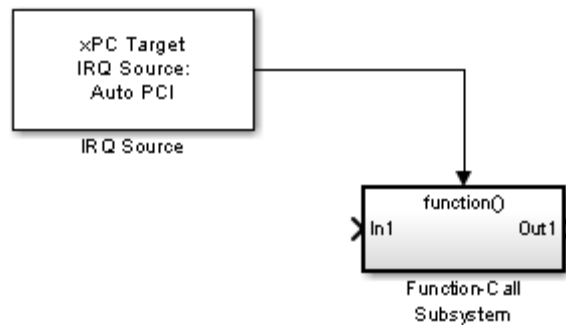 xPC Target
IRQ Source:
Auto PCI
IRQ Source
function()
In1 Out1
Function-Call
Subsystem